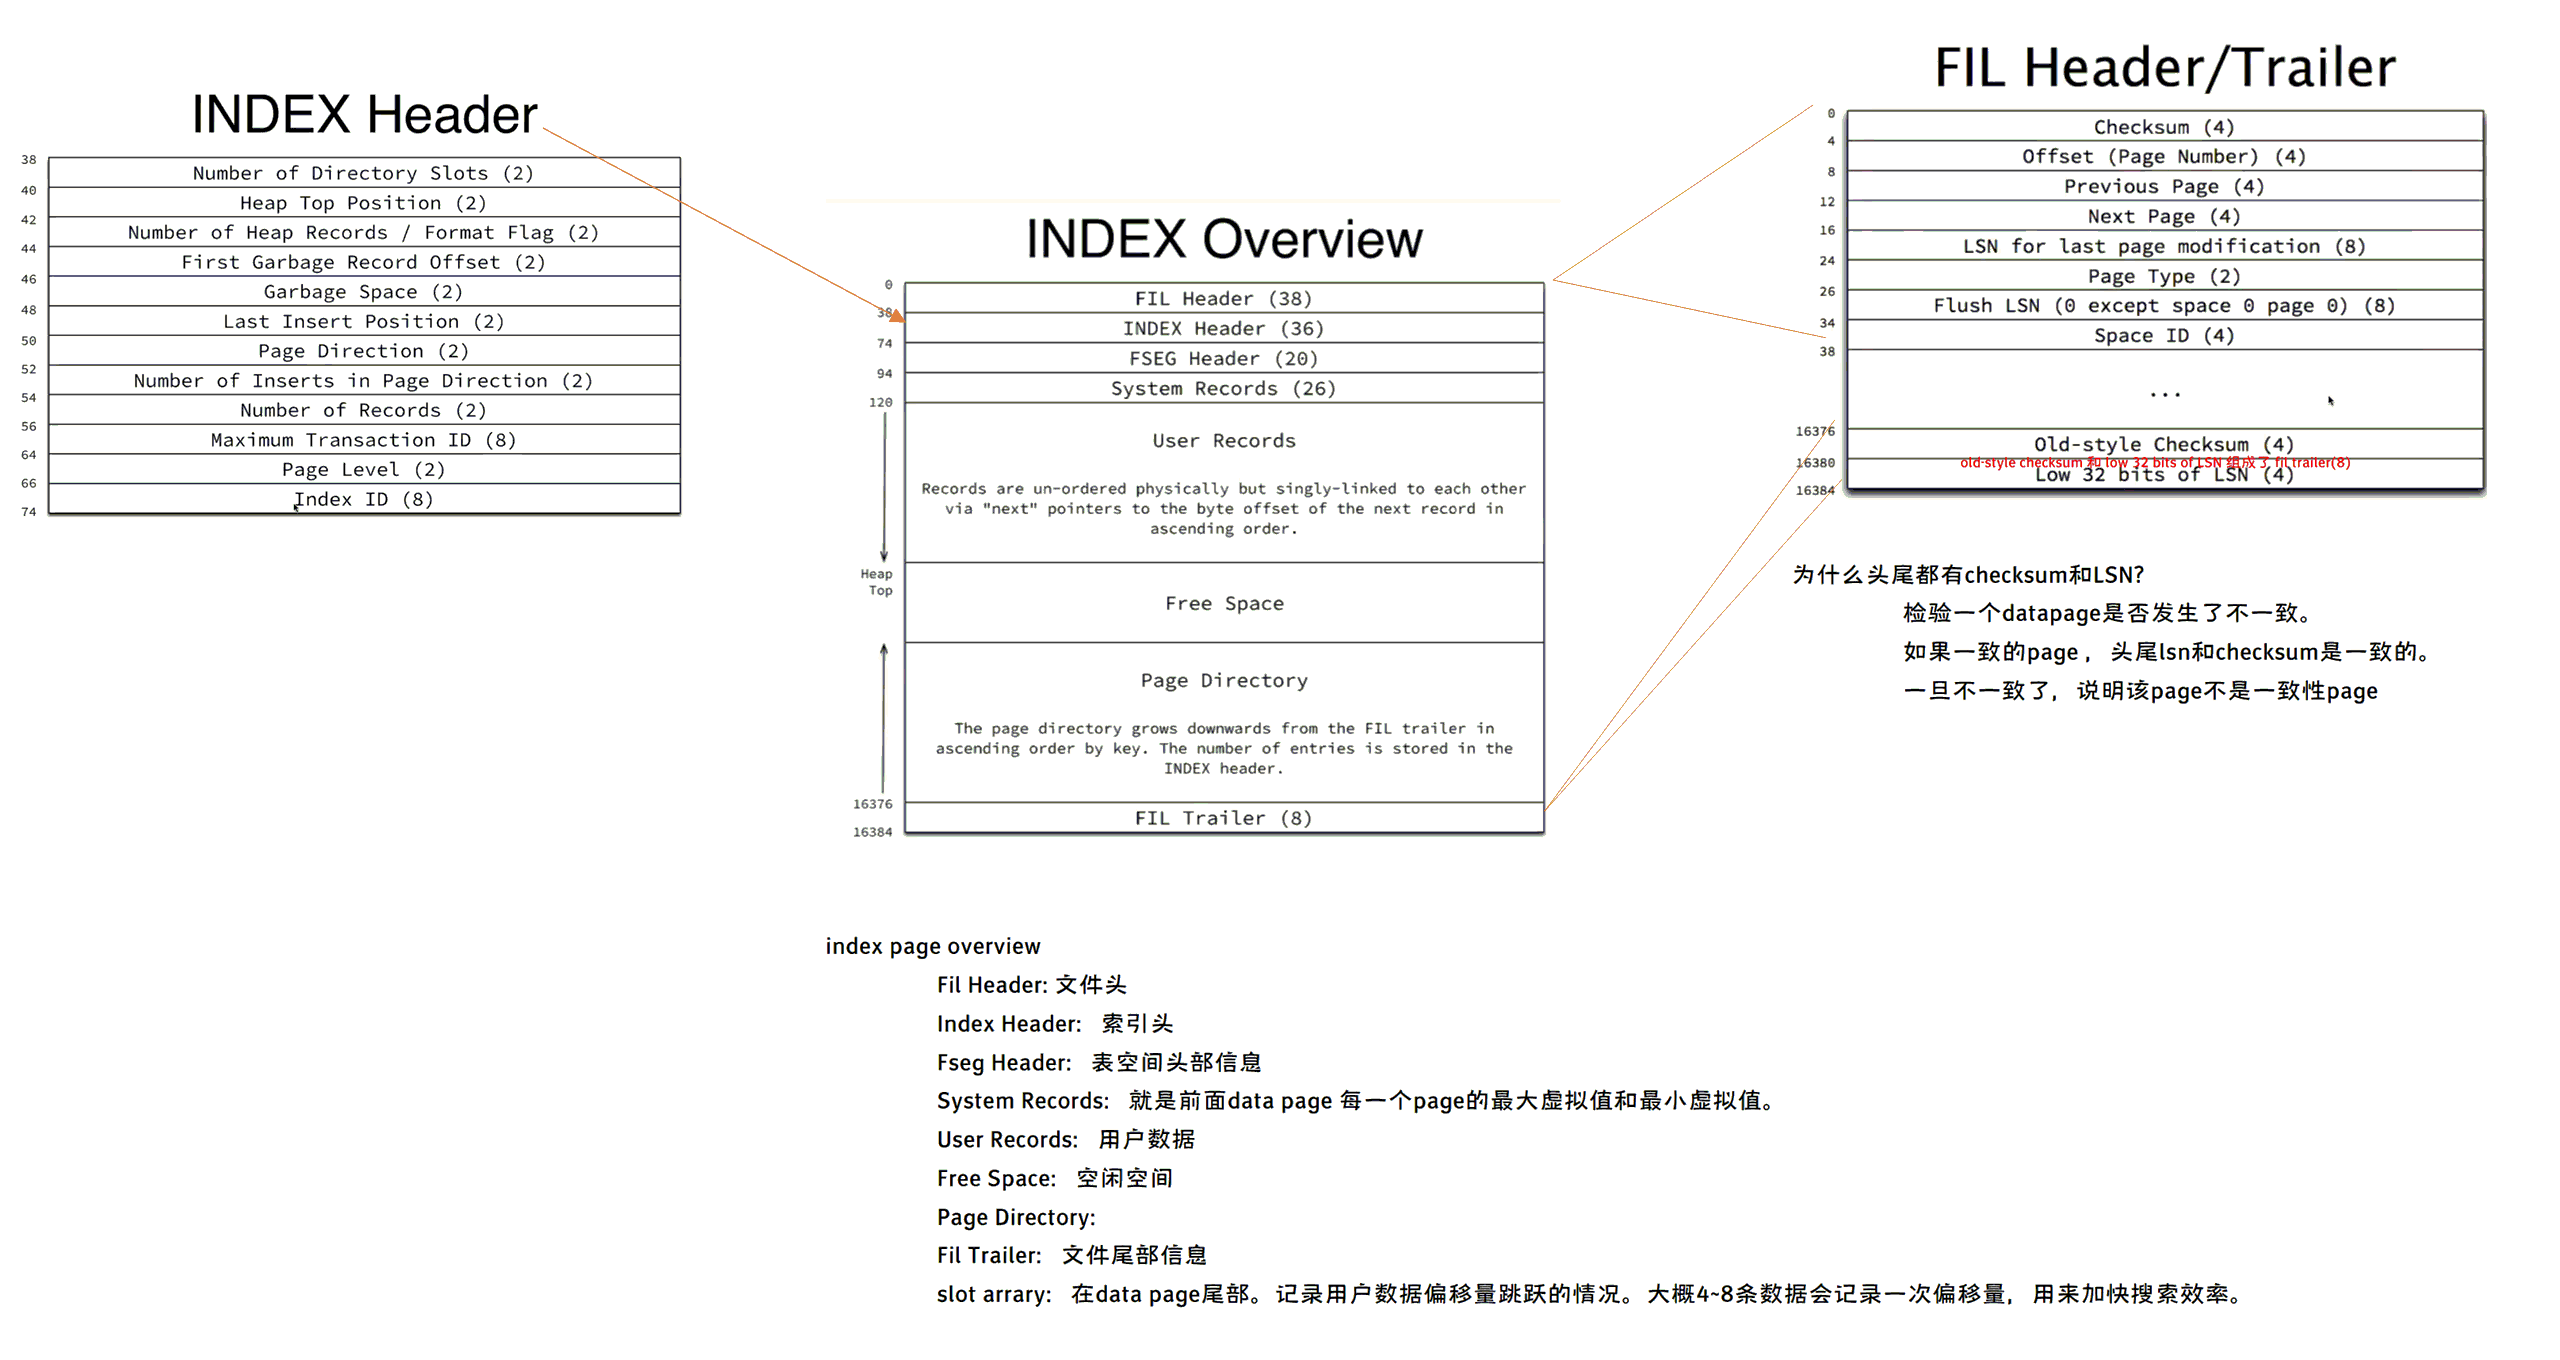 INDEX Header
38
Number of Directory Slots (2)
40
Heap Top Position (2)
42
Number of Heap Records / Format Flag (2)
44
First Garbage Record Offset (2)
46
Garbage Space (2)
48
Last Insert Position (2)
50
Page Direction (2)
52
Number of Inserts in Page Direction (2)
54
Number of Records (2)
56
Maximum Transaction ID (8)
64
Page Level (2)
66
Index ID (8)
74
INDEX Overview
0
FIL Header (38)
38
INDEX Header (36)
74
FSEG Header (20)
94
System Records (26)
120
User Records
Records are un-ordered physically but singly-linked to each other
via "next" pointers to the byte offset of the next record in
ascending order.
Heap
Top
Free Space
Page Directory
The page directory grows downwards from the FIL trailer in
ascending order by key. The number of entries is stored in the
INDEX header.
16376
FIL Trailer (8)
16384
FIL Header/Trailer
0
Checksum (4)
4
Offset (Page Number) (4)
8
Previous Page (4)
12
Next Page (4)
16
LSN for last page modification (8)
24
Page Type (2)
26
Flush LSN (0 except space 0 page 0) (8)
34
Space ID (4)
38
...
16376
Old-style Checksum (4)
16380
old-style checksum 和 low 32 bits of LSN 组成了 fil trailer(8)
Low 32 bits of LSN (4)
16384
为什么头尾都有checksum和LSN?
检验一个datapage是否发生了不一致。
如果一致的page，头尾lsn和checksum是一致的。
一旦不一致了，说明该page不是一致性page
index page overview
Fil Header: 文件头
Index Header: 索引头
Fseg Header: 表空间头部信息
System Records: 就是前面data page 每一个page的最大虚拟值和最小虚拟值。
User Records: 用户数据
Free Space: 空闲空间
Page Directory:
Fil Trailer: 文件尾部信息
slot arrary: 在data page尾部。记录用户数据偏移量跳跃的情况。大概4~8条数据会记录一次偏移量，用来加快搜索效率。